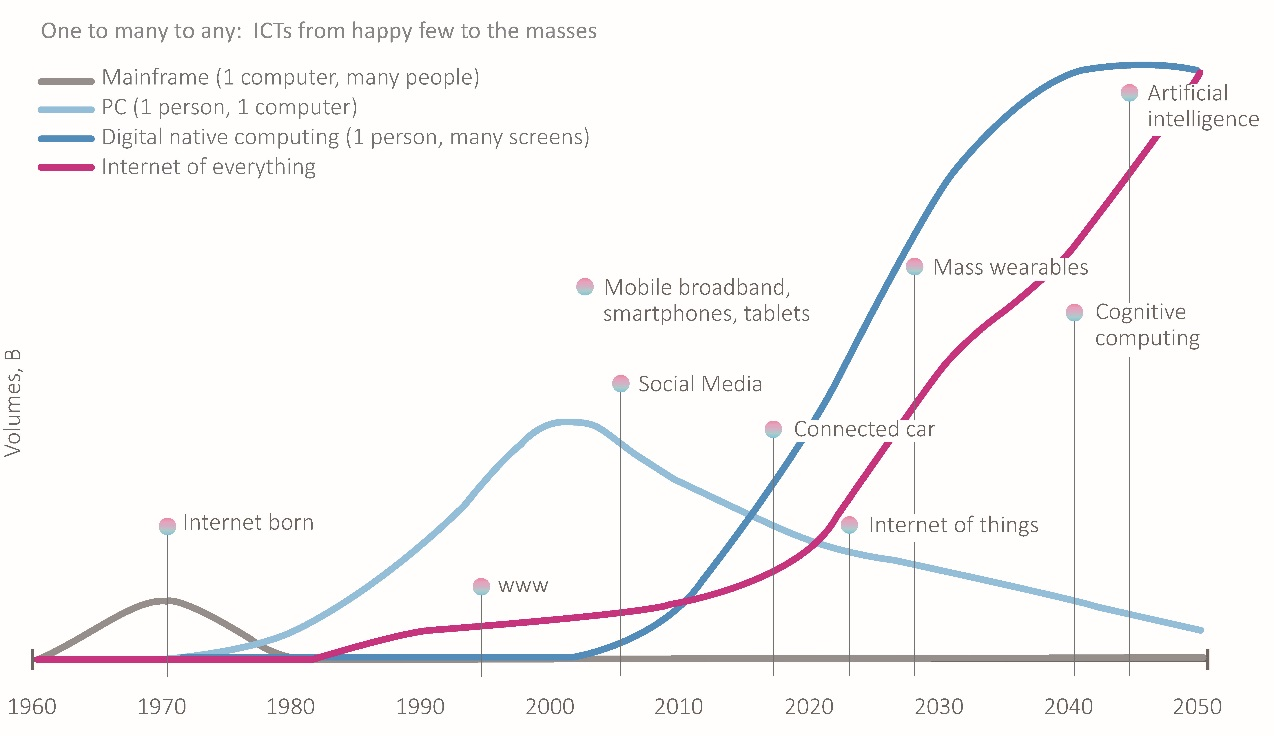 One to many to any: ICTs from happy few to the masses
Mainframe (1 computer, many people)
PC (1 person, 1 computer)
Digital native computing (1 person, many screens)
Internet of everything
Artificial
intelligence
Mass wearables
Mobile broadband,
smartphones, tablets
Cognitive
computing
Social Media
Connected car
Internet born
Internet of things
www
Volumes, B
1960 1970 1980 1990 2000 2010 2020 2030 2040 2050